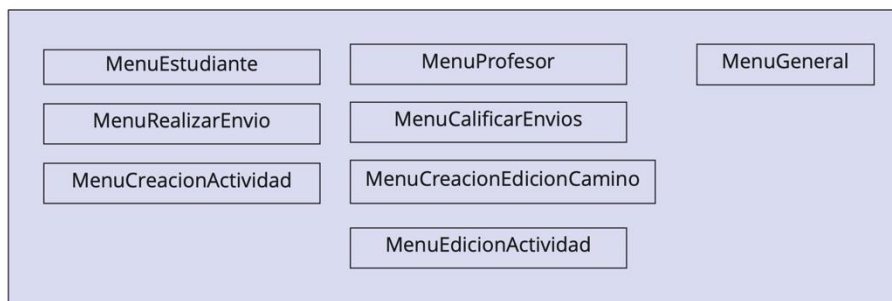 MenuEstudiante
MenuProfesor
MenuGeneral
MenuRealizarEnvio
MenuCalificarEnvios
MenuCreacionActividad
MenuCreacionEdicionCamino
MenuEdicionActividad